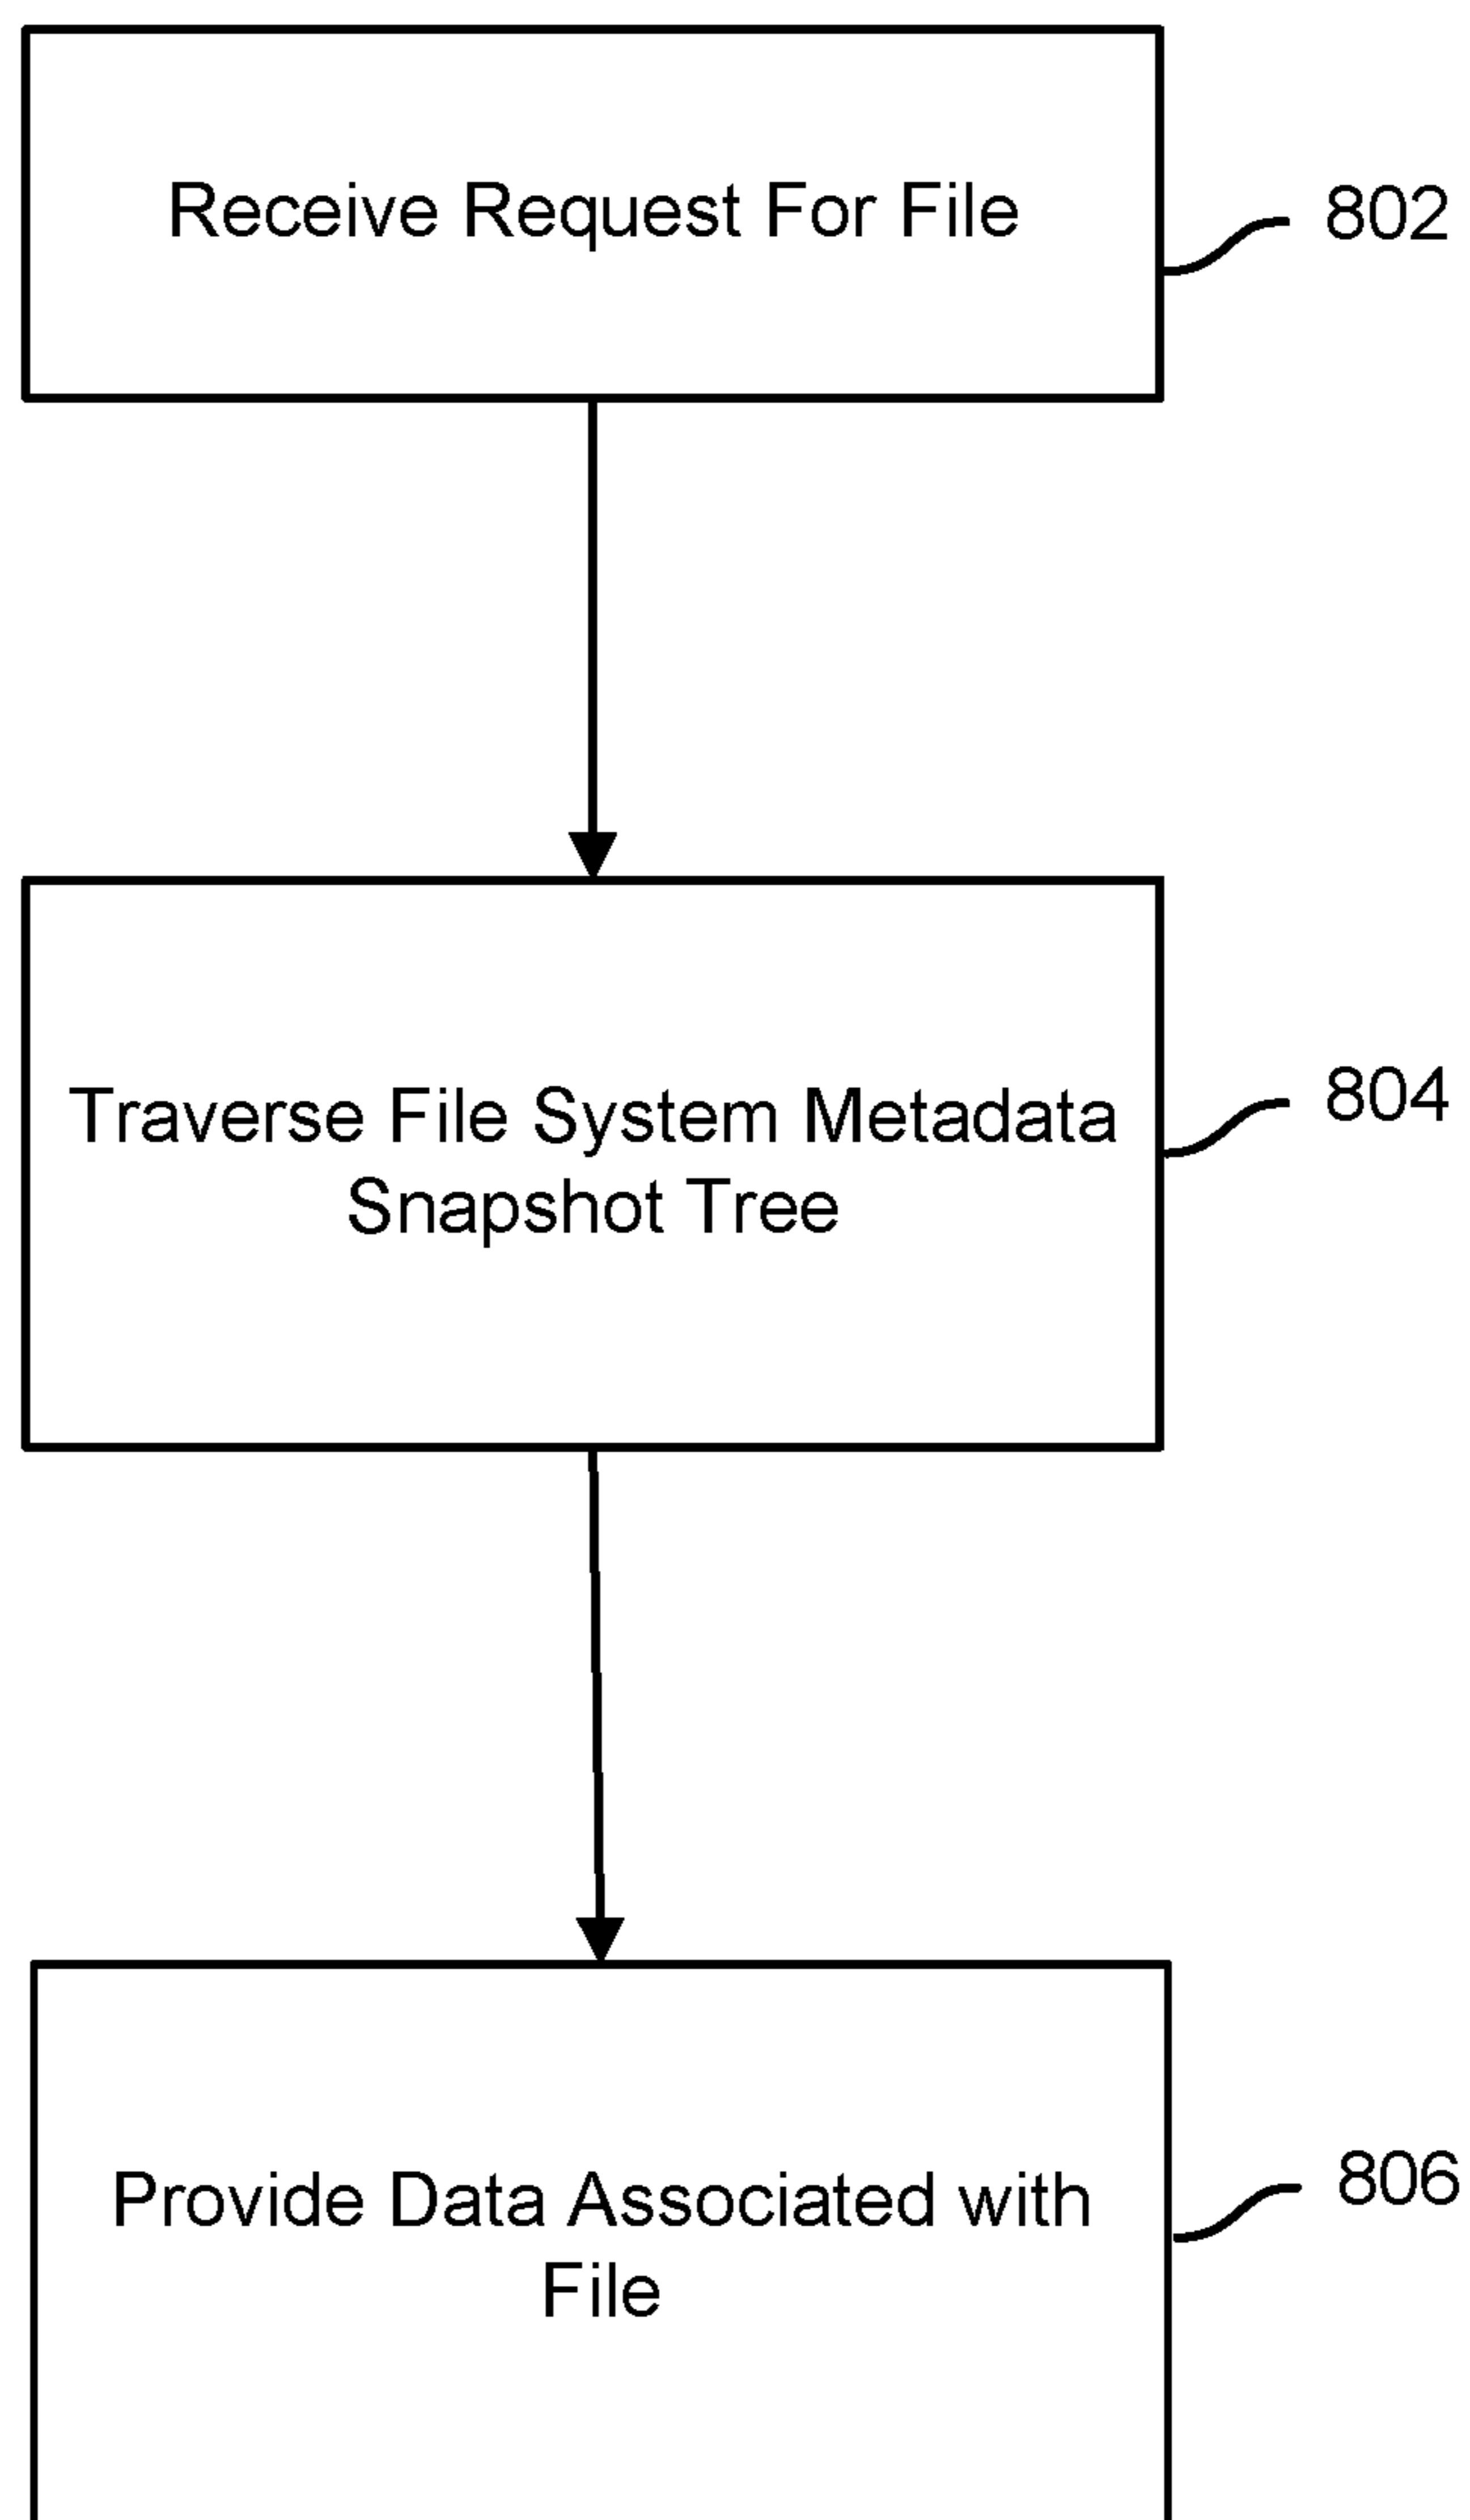 Receive Request For File
802
Traverse File System Metadata
Snapshot Tree
804
Provide Data Associated with
File
806